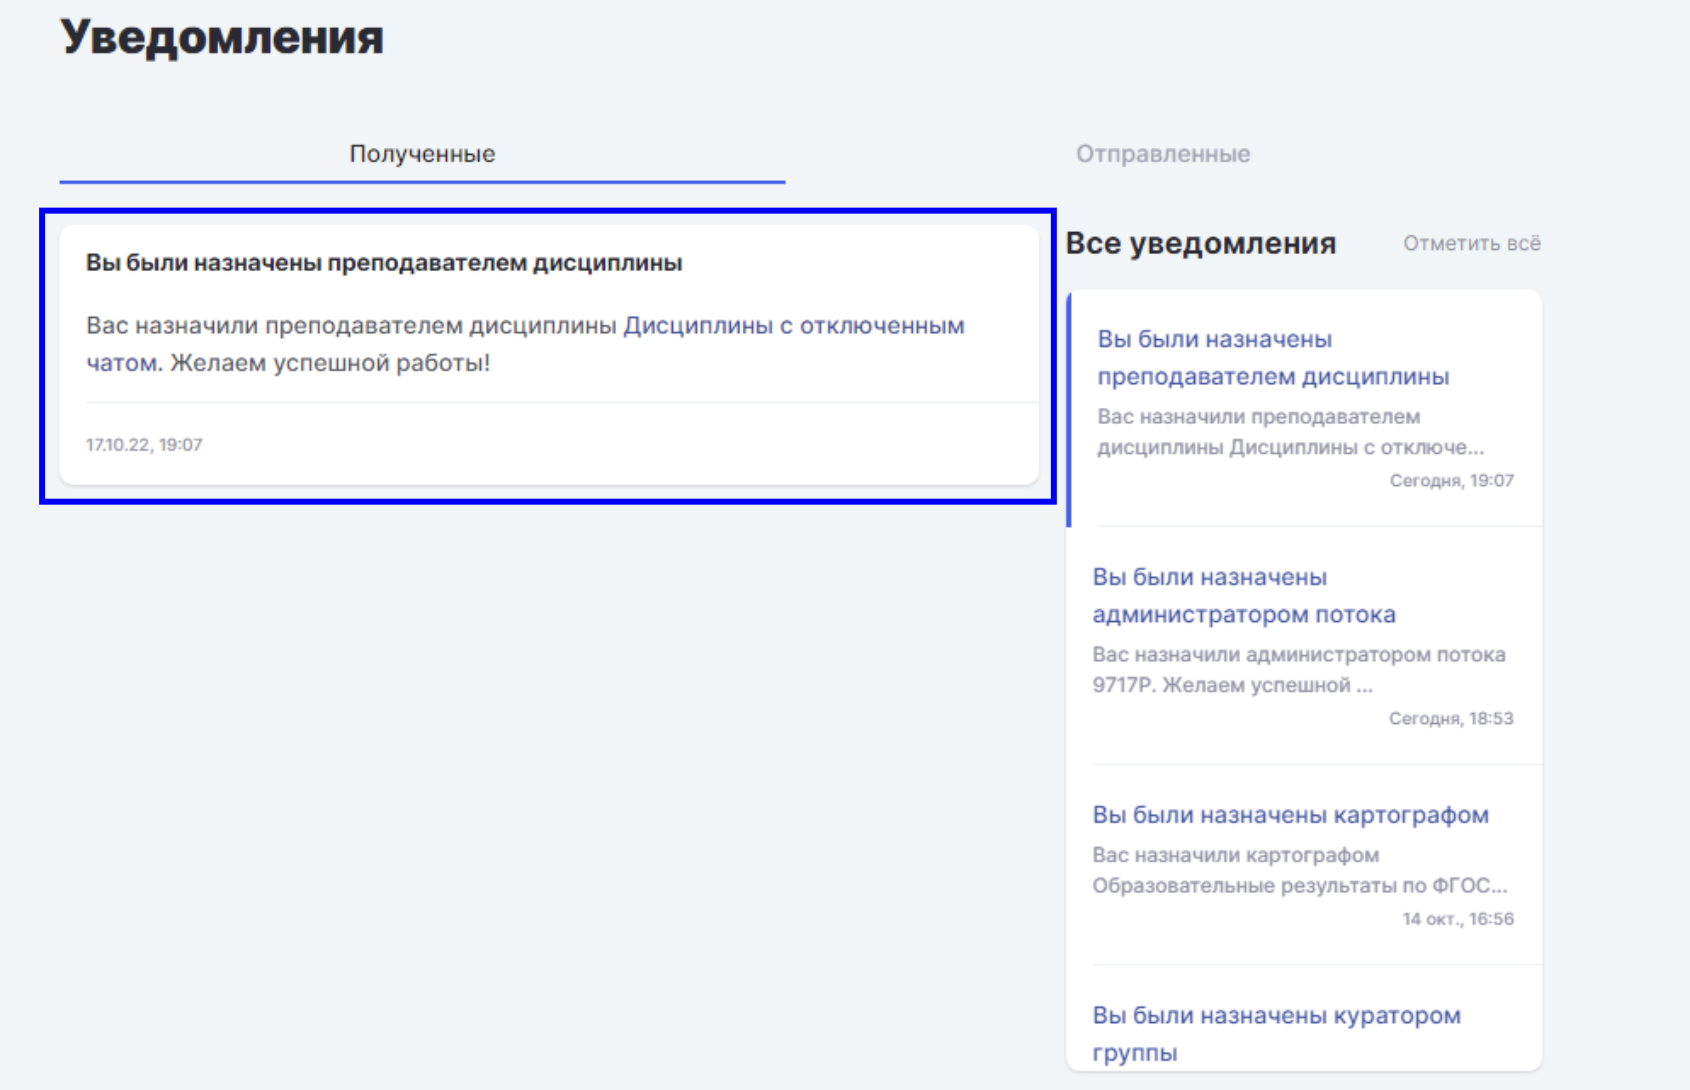 Уведомления
Полученные
Отправленные
Вы были назначены преподавателем дисциплины
Вас назначили преподавателем дисциплины Дисциплины с отключенным
чатом. Желаем успешной работы!
17.10.22, 19:07
Все уведомления
Отметить всё
Вы были назначены
преподавателем дисциплины
Вас назначили преподавателем
дисциплины Дисциплины с отключе...
Сегодня, 19:07
Вы были назначены
администратором потока
Вас назначили администратором потока
9717Р. Желаем успешной ...
Сегодня, 18:53
Вы были назначены картографом
Вас назначили картографом
Образовательные результаты по ФГОС...
14 окт., 16:56
Вы были назначены куратором
группы